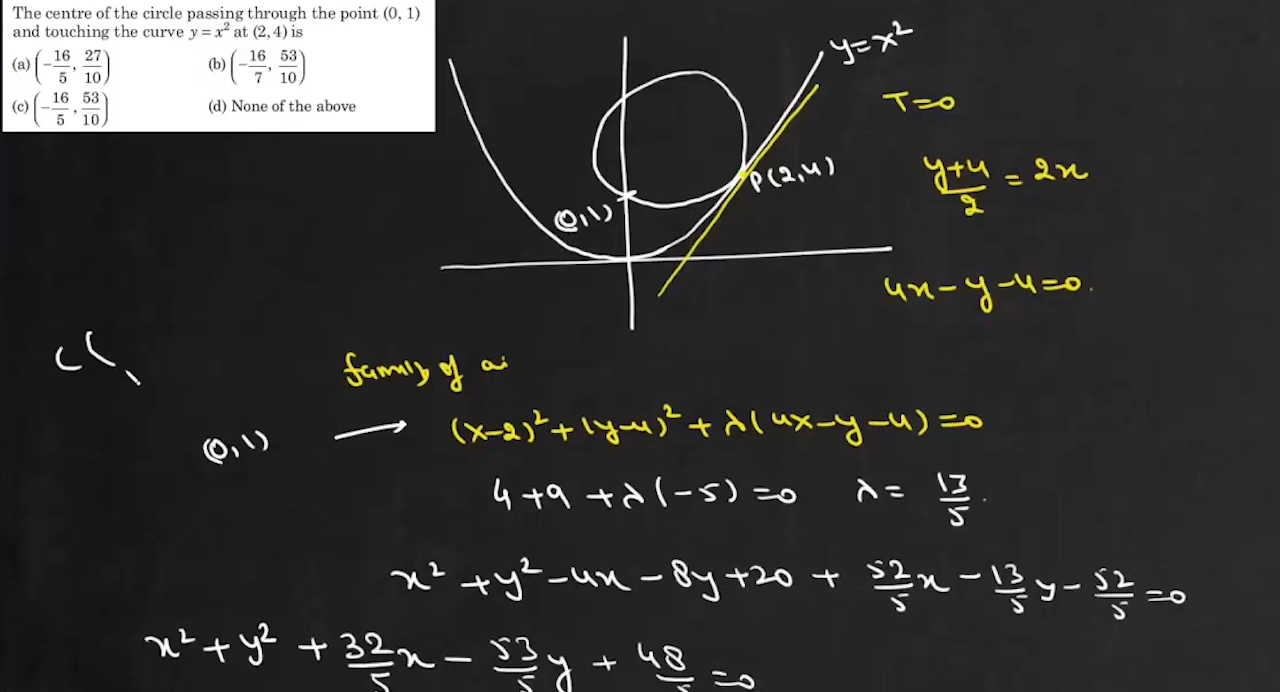 The centre of the circle passing through the point (0, 1)
and touching the curve y = x² at (2, 4) is
(a) (-16/5, 27/10)
(b) (-16/7, 53/10)
(c) (-16/5, 53/10)
(d) None of the above
y=x²
T=0
P(2,4)
(0,1)
y+4/2 = 2x
4x-y-4=0.
family of ci
(0,1) → (x-2)²+(y-4)²+λ(4x-y-4)=0
4+9+λ(-5)=0 λ= 13/5.
x²+y²-4x-8y+20+52/5x-13/5y-52/5=0
x²+y²+32/5x-53/5y+48/5=0